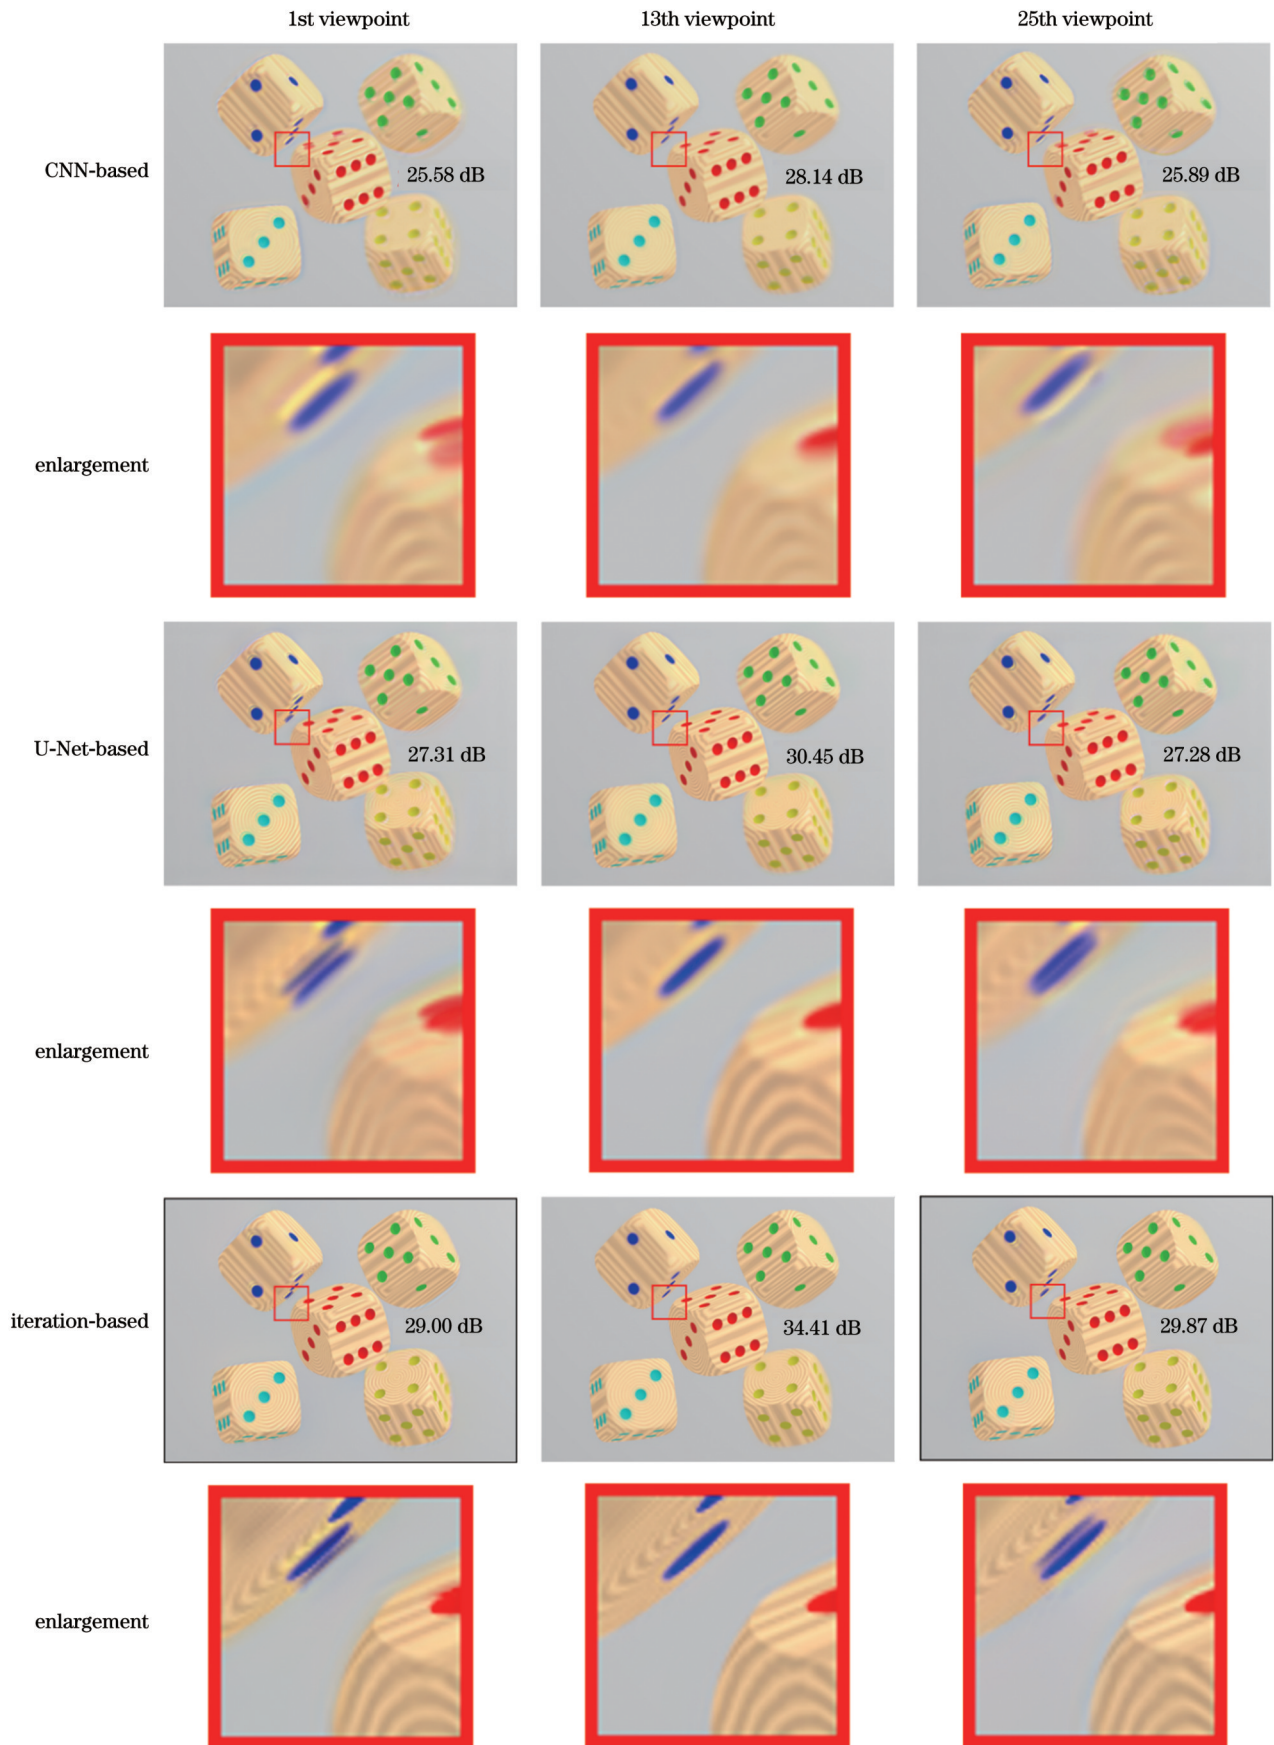 1st viewpoint
13th viewpoint
25th viewpoint
CNN-based
25.58 dB
28.14 dB
25.89 dB
enlargement
U-Net-based
27.31 dB
30.45 dB
27.28 dB
enlargement
iteration-based
29.00 dB
34.41 dB
29.87 dB
enlargement